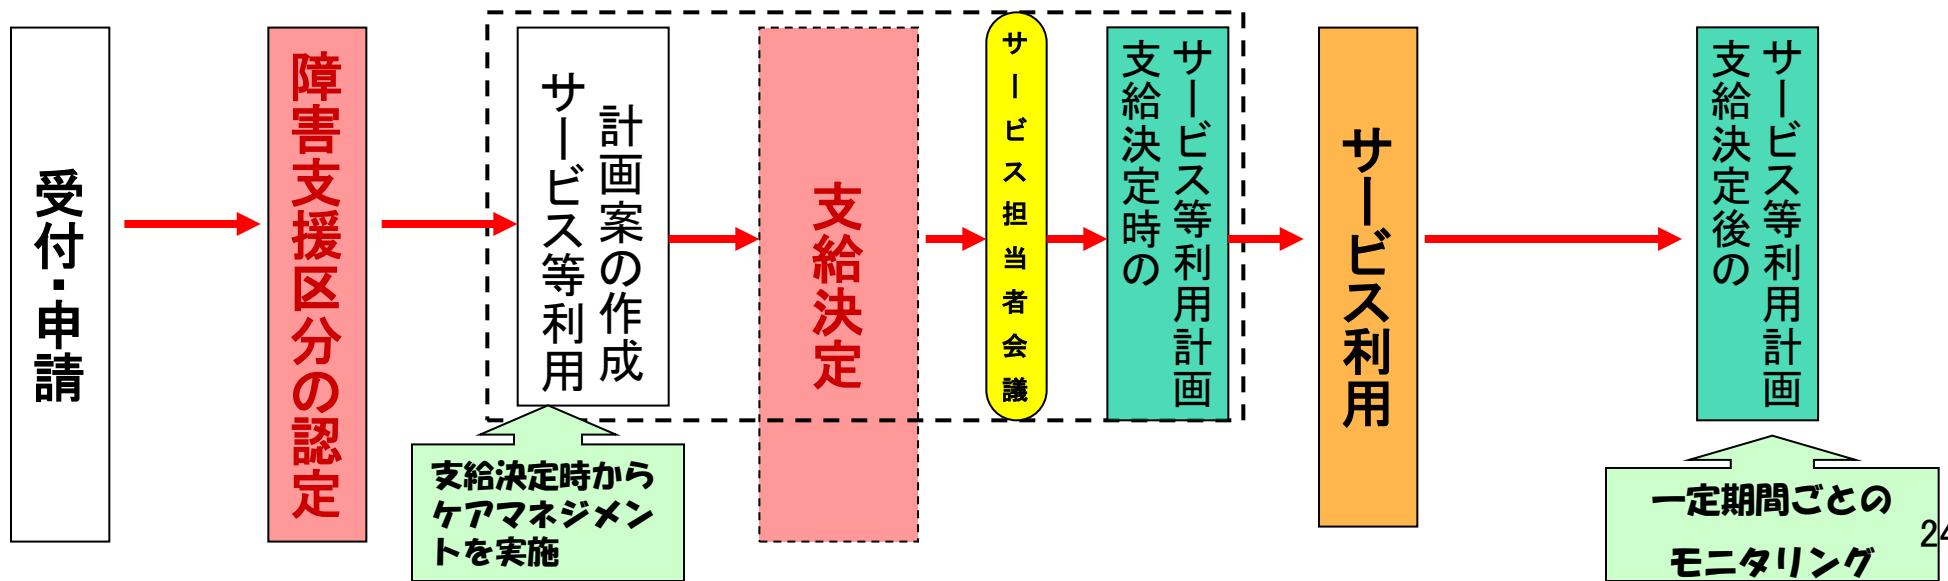 受付・申請
障害支援区分の認定
サービス等利用
計画案の作成
支給決定時から
ケアマネジメン
トを実施
支給決定
サービス担当者会議
サービス等利用計画
支給決定時の
サービス利用
サービス等利用計画
支給決定後の
一定期間ごとの
モニタリング
24